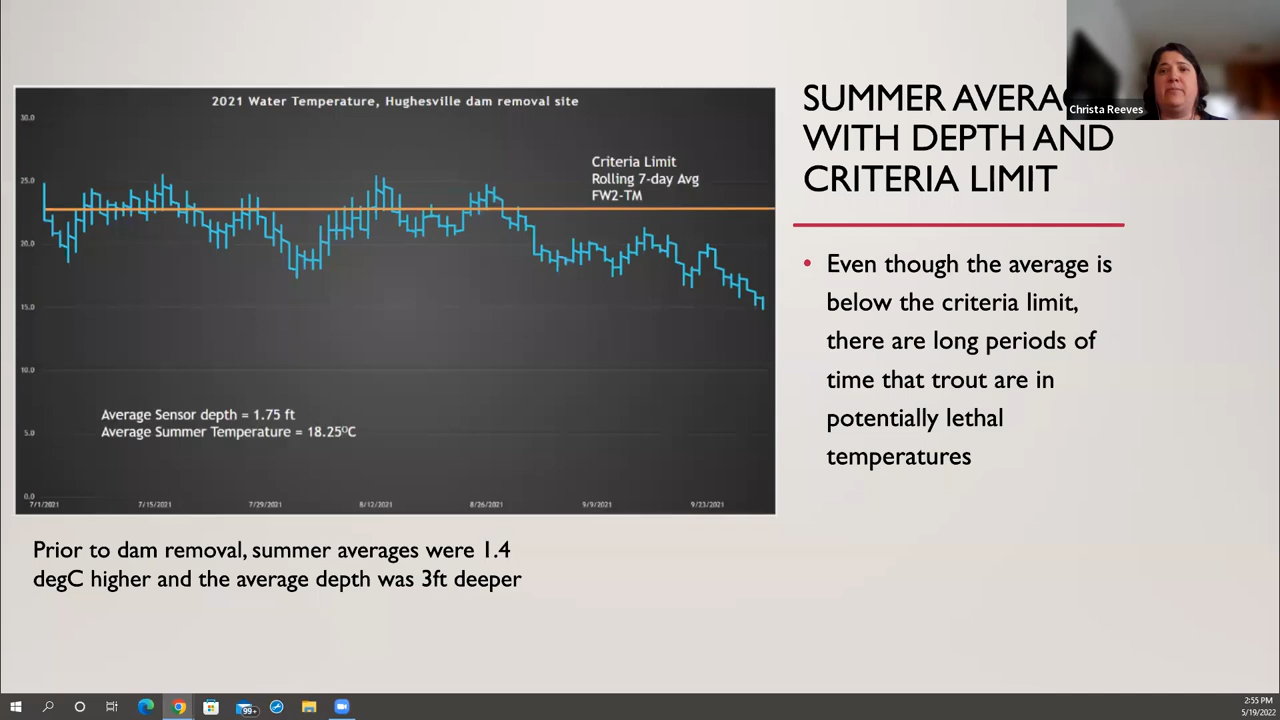 2021 Water Temperature, Hughesville dam removal site
30.0
25.0
20.0
15.0
10.0
5.0
0.0
Criteria Limit
Rolling 7-day Avg
FW2-TM
Average Sensor depth = 1.75 ft
Average Summer Temperature = 18.25°C
7/1/2021 7/15/2021 7/29/2021 8/12/2021 8/26/2021 9/9/2021 9/23/2021
Prior to dam removal, summer averages were 1.4
degC higher and the average depth was 3ft deeper
SUMMER AVERA
WITH DEPTH AND
CRITERIA LIMIT
• Even though the average is
below the criteria limit,
there are long periods of
time that trout are in
potentially lethal
temperatures
Christa Reeves
99+
2:55 PM
5/19/2022